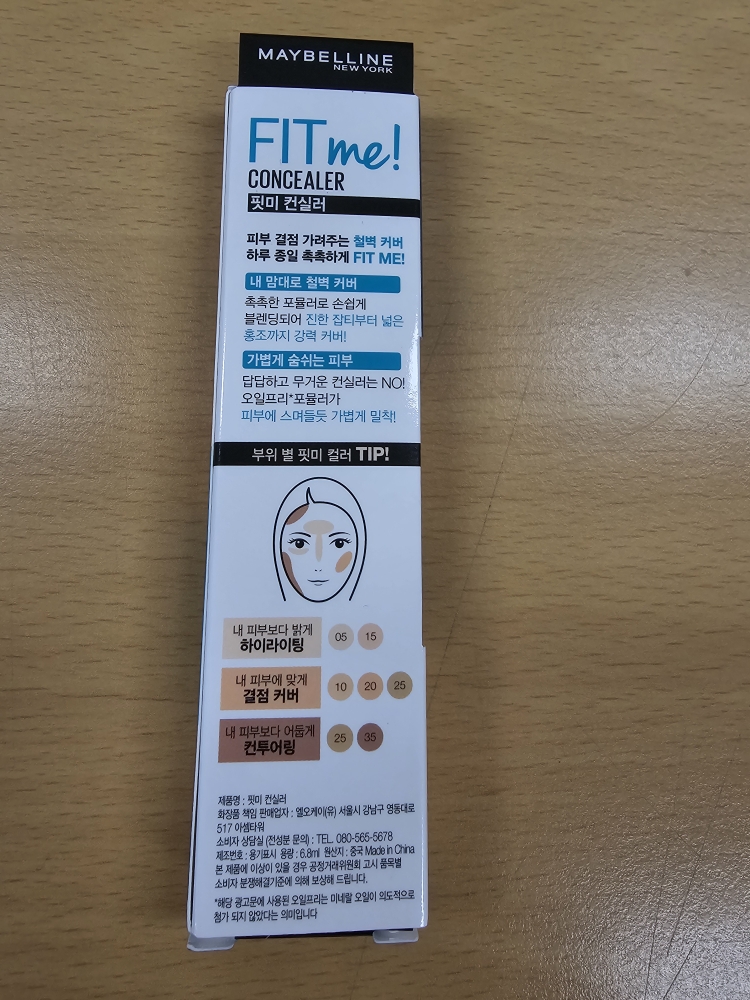 MAYBELLINE
NEW YORK
FIT me!
CONCEALER
핏미 컨실러
피부 결점 가려주는 철벽 커버
하루 종일 촉촉하게 FIT ME!
내 맘대로 철벽 커버
촉촉한 포뮬러로 손쉽게
블렌딩되어 진한 잡티부터 넓은
홍조까지 강력 커버!
가볍게 숨쉬는 피부
답답하고 무거운 컨실러는 NO!
오일프리*포뮬러가
피부에 스며들듯 가볍게 밀착!
부위 별 핏미 컬러 TIP!
내 피부보다 밝게
하이라이팅
05 15
내 피부에 맞게
결점 커버
10 20 25
내 피부보다 어둡게
컨투어링
25 35
제품명 : 핏미 컨실러
화장품 책임 판매업자 : 엘오케이(유) 서울시 강남구 영동대로
517 아셈타워
소비자 상담실 (전성분 문의) : TEL. 080-565-5678
제조번호 : 용기표시 용량 : 6.8ml 원산지 : 중국 Made in China
본 제품에 이상이 있을 경우 공정거래위원회 고시 품목별
소비자 분쟁해결기준에 의해 보상해 드립니다.
*해당 광고문에 사용된 오일프리는 미네랄 오일이 의도적으로
첨가 되지 않았다는 의미입니다